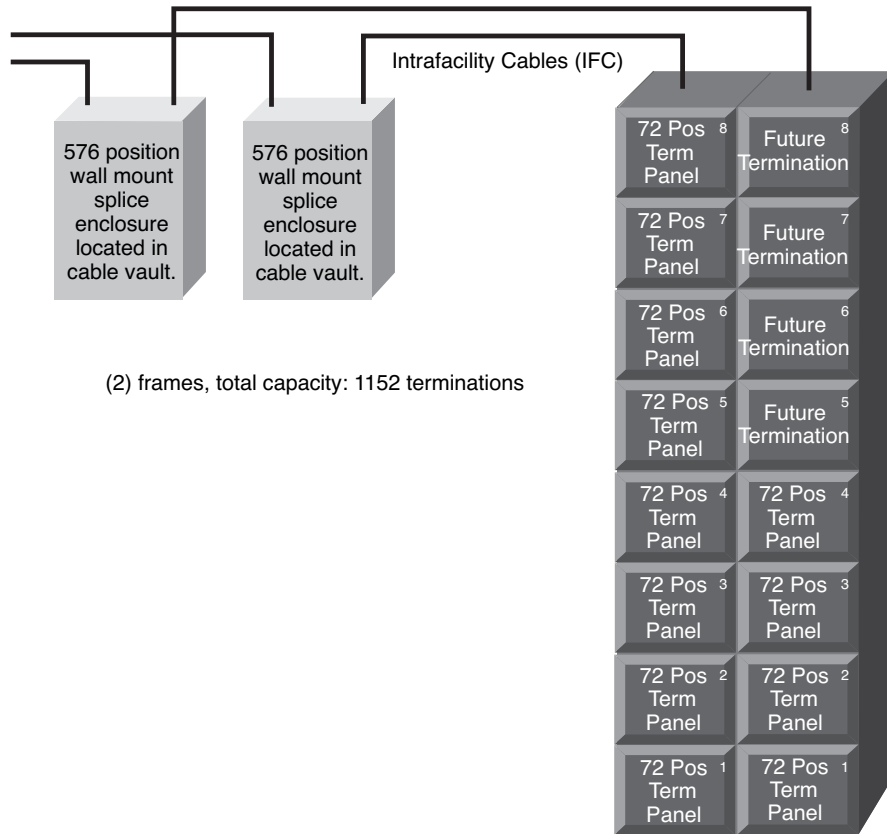 Intrafacility Cables (IFC)
576 position
wall mount
splice
enclosure
located in
cable vault.
576 position
wall mount
splice
enclosure
located in
cable vault.
(2) frames, total capacity: 1152 terminations
72 Pos 8
Term
Panel
Future 8
Termination
72 Pos 7
Term
Panel
Future 7
Termination
72 Pos 6
Term
Panel
Future 6
Termination
72 Pos 5
Term
Panel
Future 5
Termination
72 Pos 4
Term
Panel
72 Pos 4
Term
Panel
72 Pos 3
Term
Panel
72 Pos 3
Term
Panel
72 Pos 2
Term
Panel
72 Pos 2
Term
Panel
72 Pos 1
Term
Panel
72 Pos 1
Term
Panel